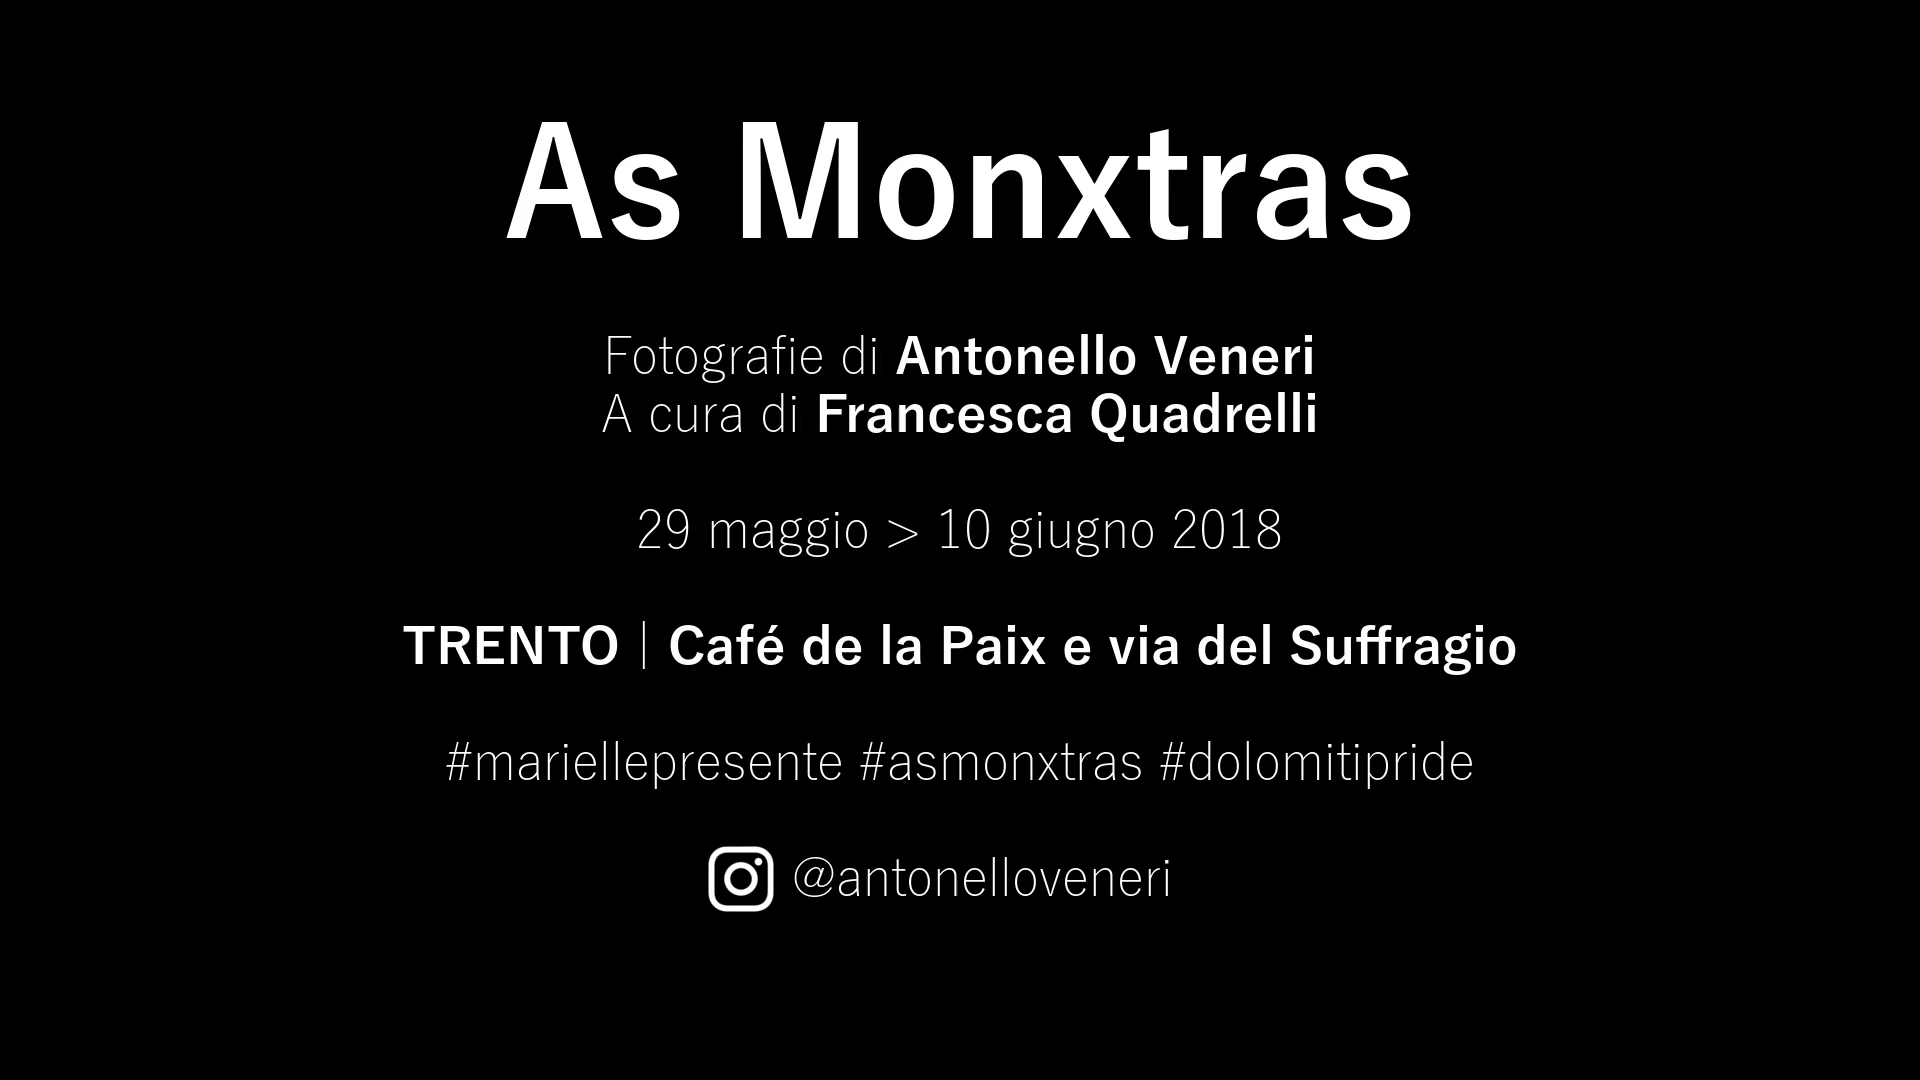 As Monxtras
Fotografie di Antonello Veneri
A cura di Francesca Quadrelli
29 maggio > 10 giugno 2018
TRENTO | Café de la Paix e via del Suffragio
#mariellepresente #asmonxtras #dolomitipride
@antonelloveneri